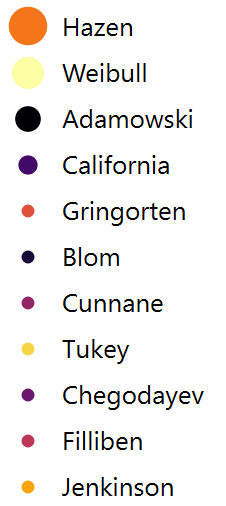 Hazen
Weibull
Adamowski
California
Gringorten
Blom
Cunnane
Tukey
Chegodayev
Filliben
Jenkinson